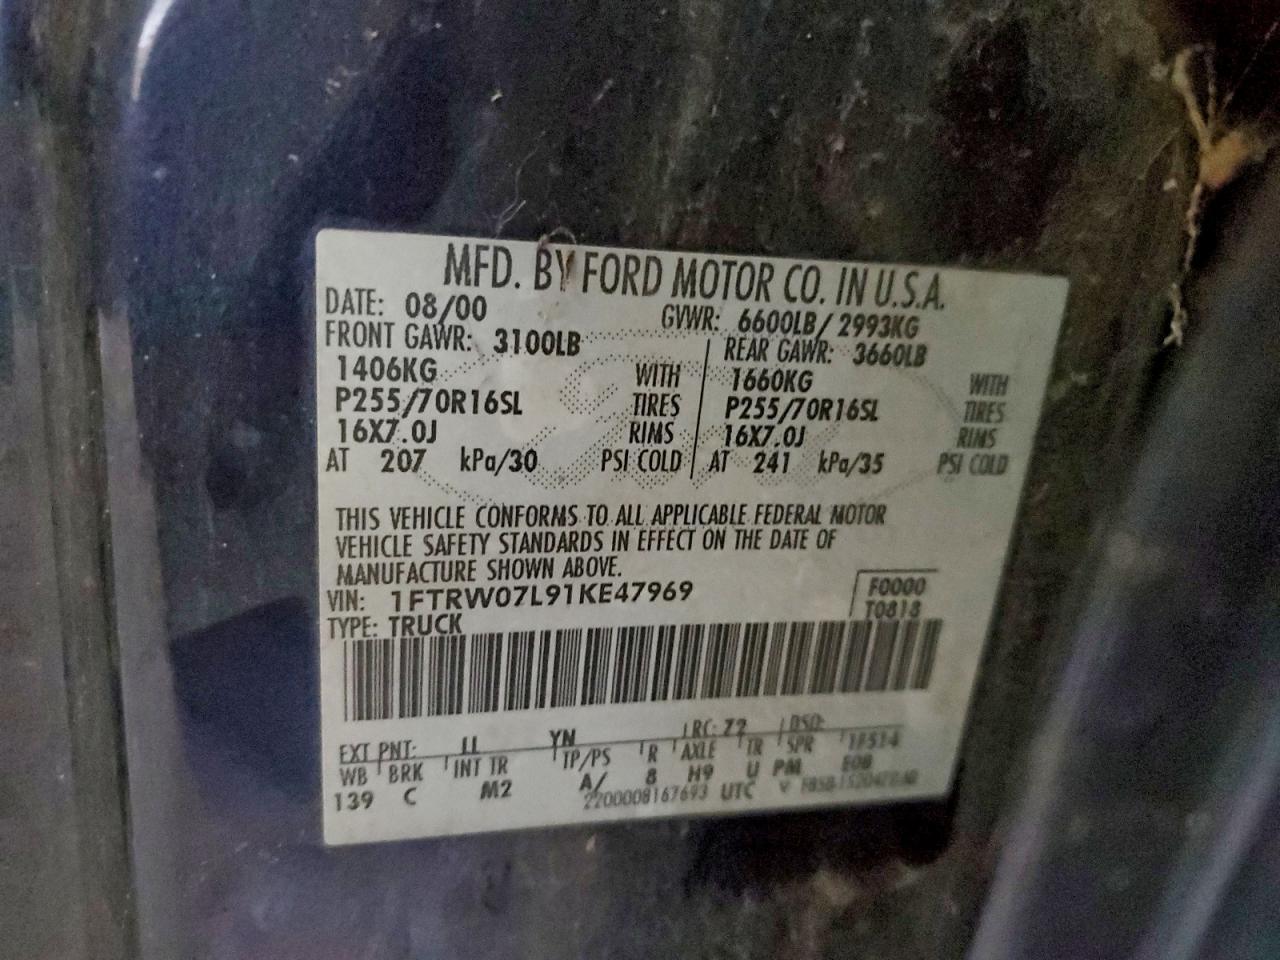 MFD. BY FORD MOTOR CO. IN U.S.A.
DATE: 08/00 GVWR: 6600LB/2993KG
FRONT GAWR: 3100LB REAR GAWR: 3660LB
1406KG WITH 1660KG WITH
P255/70R16SL TIRES P255/70R16SL TIRES
16X7.0J RIMS 16X7.0J RIMS
AT 207 kPa/30 PSI COLD AT 241 kPa/35 PSI COLD
THIS VEHICLE CONFORMS TO ALL APPLICABLE FEDERAL MOTOR
VEHICLE SAFETY STANDARDS IN EFFECT ON THE DATE OF
MANUFACTURE SHOWN ABOVE.
VIN: 1FTRW07L91KE47969 F0000
TYPE: TRUCK T0818
EXT PNT: LL YN RC: 72 DSO:
WB BRK INT TR TP/PS R AXLE TR SPR 1F514
139 C M2 A/ 8 H9 U PM
2200008167693 UTC